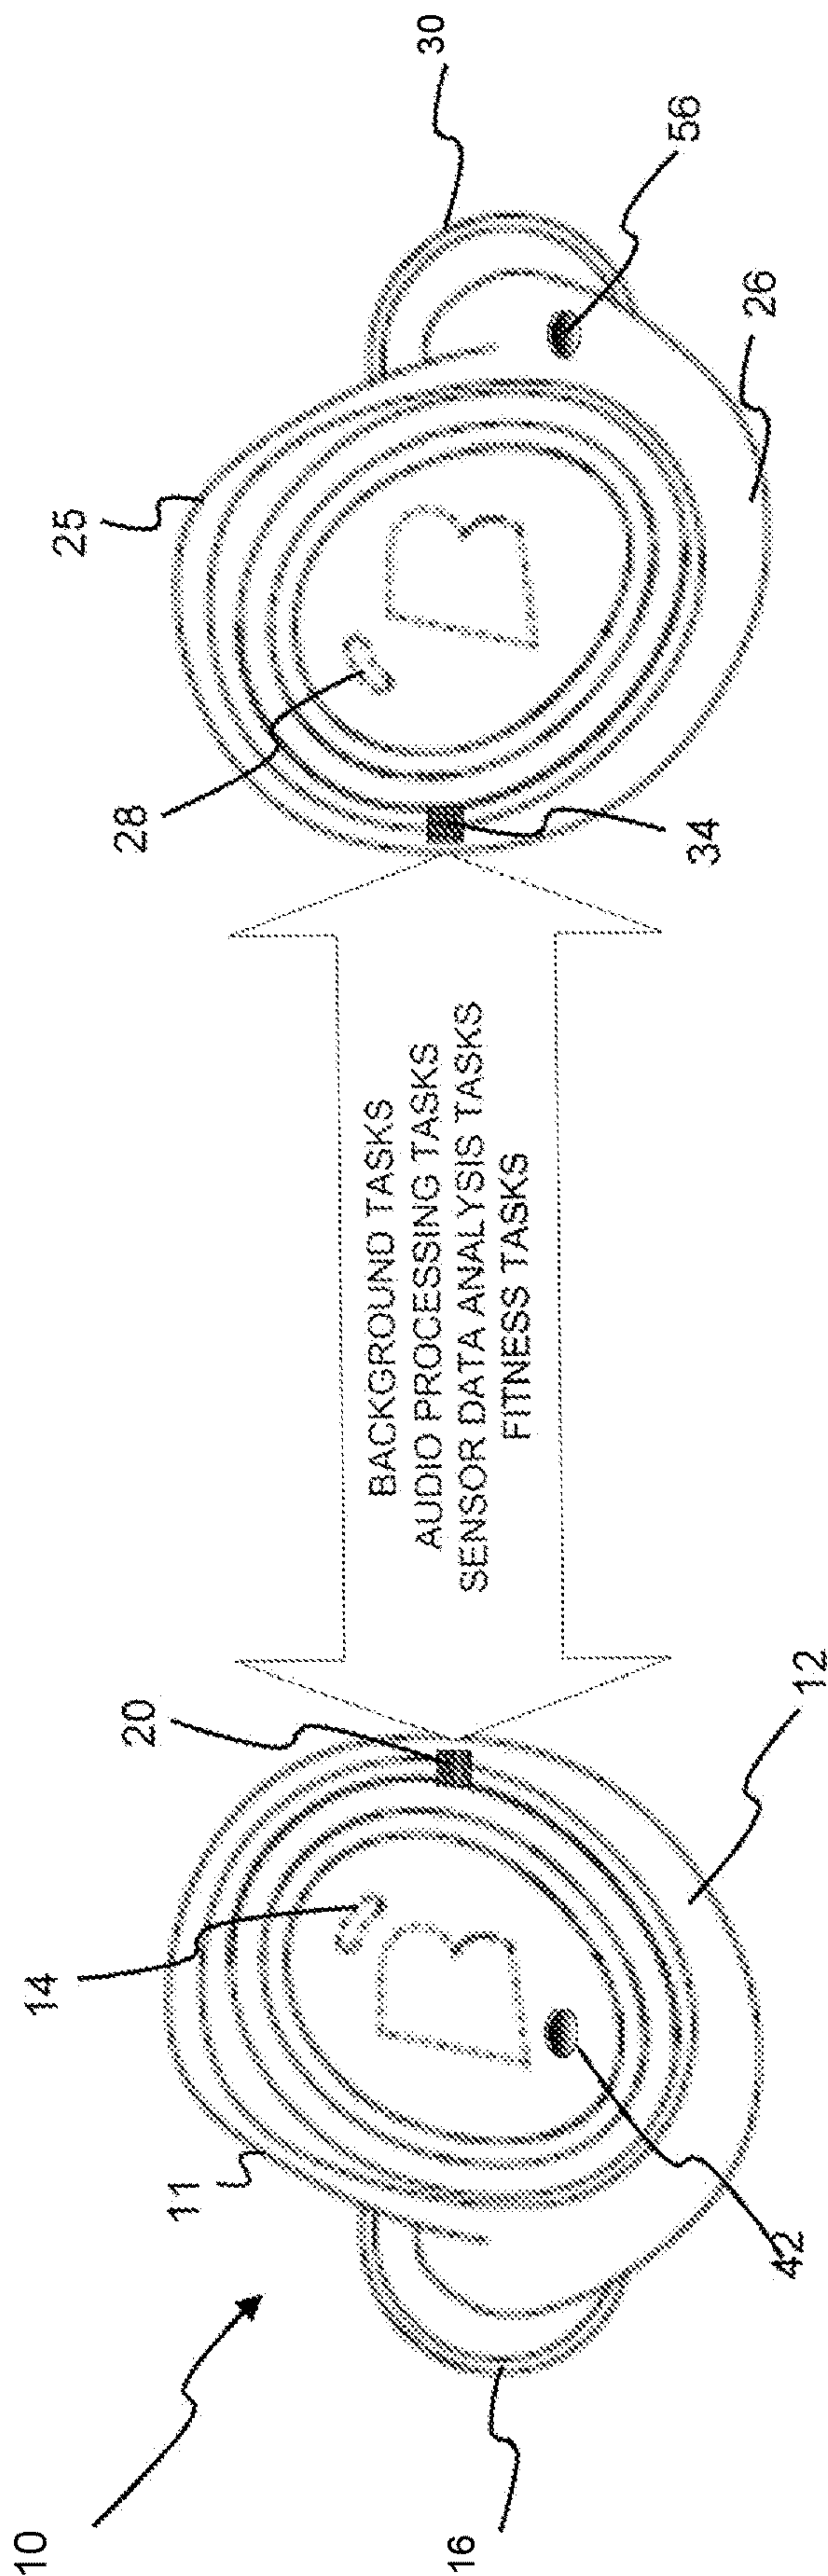 10
14
25
28
20
11
30
B
B
BACKGROUND TASKS
AUDIO PROCESSING TASKS
SENSOR DATA ANALYSIS TASKS
FITNESS TASKS
16
56
34
26
42
12